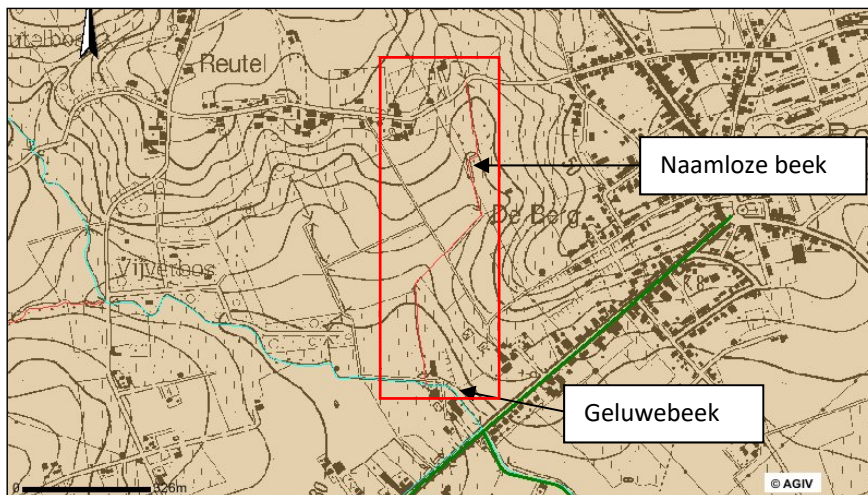 Reutel
Naamloze beek
De Berg
Vijverbos
Geluwebeek
0 326m
© AGIV